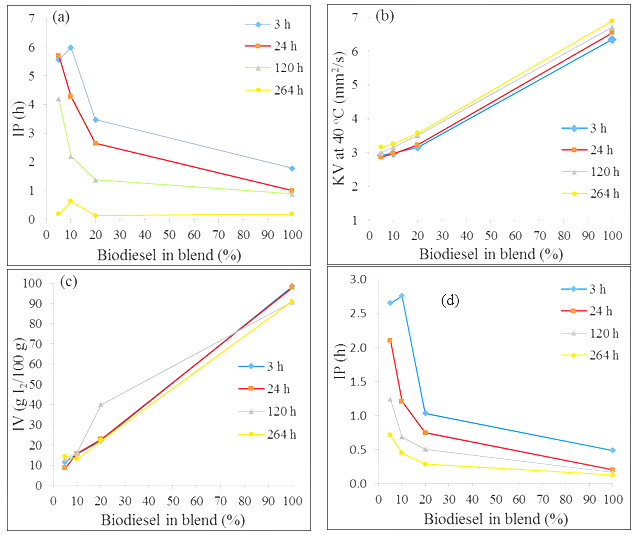 (a)
3 h
24 h
120 h
264 h
7
6
5
4
3
2
1
0
IP (h)
0 10 20 30 40 50 60 70 80 90 100
Biodiesel in blend (%)
(b)
7
6
5
4
3
2
1
KV at 40 °C (mm²/s)
3 h
24 h
120 h
264 h
0 10 20 30 40 50 60 70 80 90 100
Biodiesel in blend (%)
(c)
100
90
80
70
60
50
40
30
20
10
0
IV (g I₂/100 g)
3 h
24 h
120 h
264 h
0 10 20 30 40 50 60 70 80 90 100
Biodiesel in blend (%)
(d)
3 h
24 h
120 h
264 h
3.0
2.5
2.0
1.5
1.0
0.5
0.0
IP (h)
0 10 20 30 40 50 60 70 80 90 100
Biodiesel in blend (%)